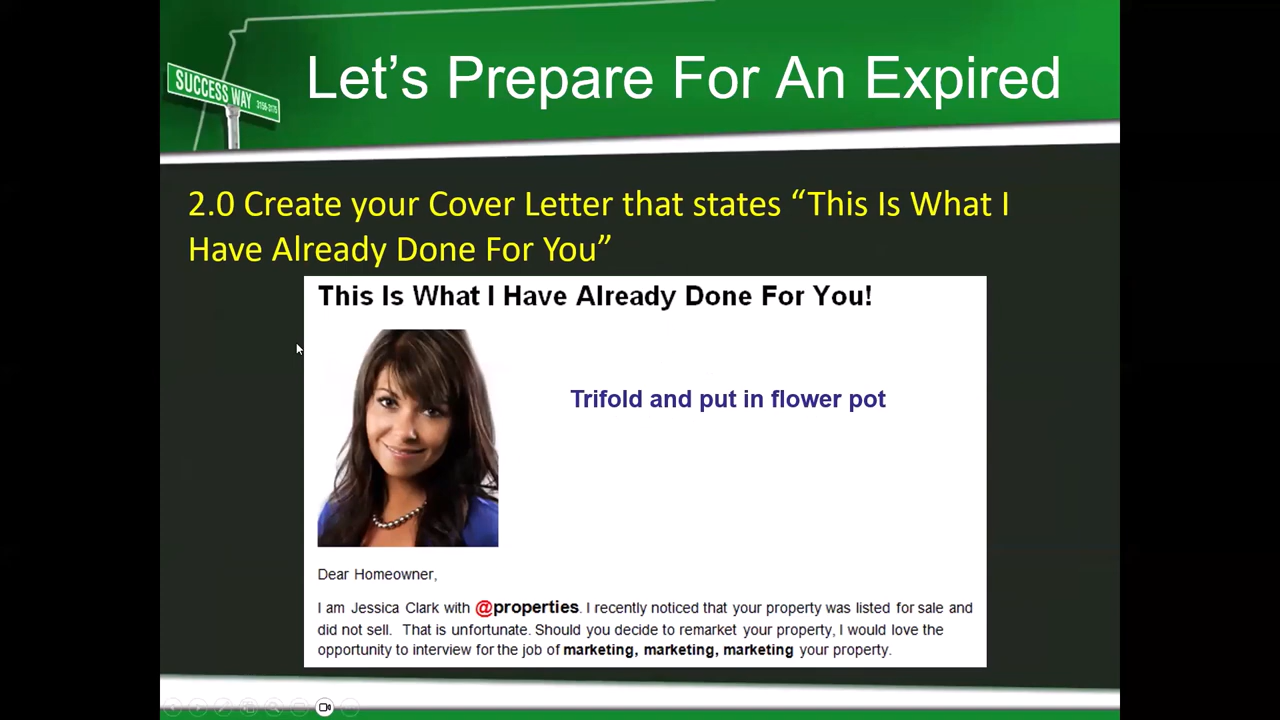 SUCCESS WAY
Let’s Prepare For An Expired
2.0 Create your Cover Letter that states “This Is What I
Have Already Done For You”
This Is What I Have Already Done For You!
Trifold and put in flower pot
Dear Homeowner,
I am Jessica Clark with @properties. I recently noticed that your property was listed for sale and
did not sell. That is unfortunate. Should you decide to remarket your property, I would love the
opportunity to interview for the job of marketing, marketing, marketing your property.